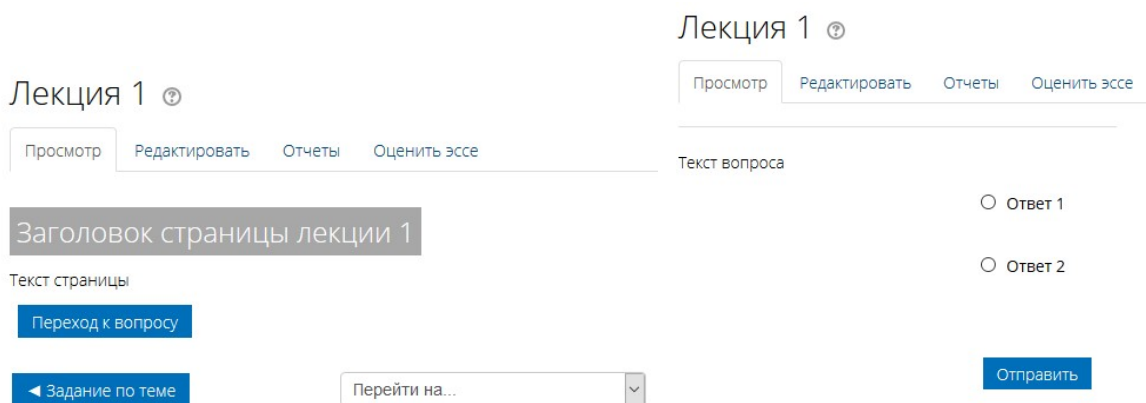 Лекция 1
Просмотр Редактировать Отчеты Оценить эссе
Заголовок страницы лекции 1
Текст страницы
Переход к вопросу
◄ Задание по теме
Перейти на...
Лекция 1
Просмотр Редактировать Отчеты Оценить эссе
Текст вопроса
Ответ 1
Ответ 2
Отправить